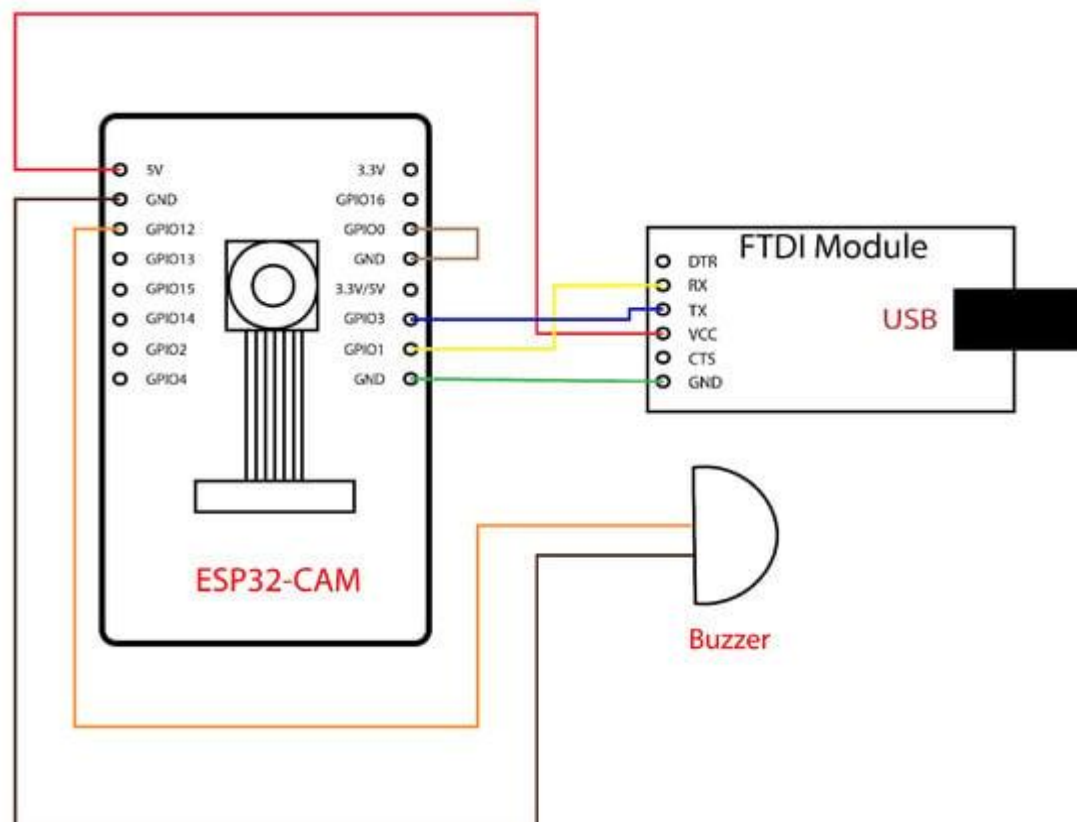 5V
GND
GPIO12
GPIO13
GPIO15
GPIO14
GPIO2
GPIO4
3.3V
GPIO16
GPIO0
GND
3.3V/5V
GPIO3
GPIO1
GND
ESP32-CAM
FTDI Module
DTR
RX
TX
VCC
CTS
GND
USB
Buzzer